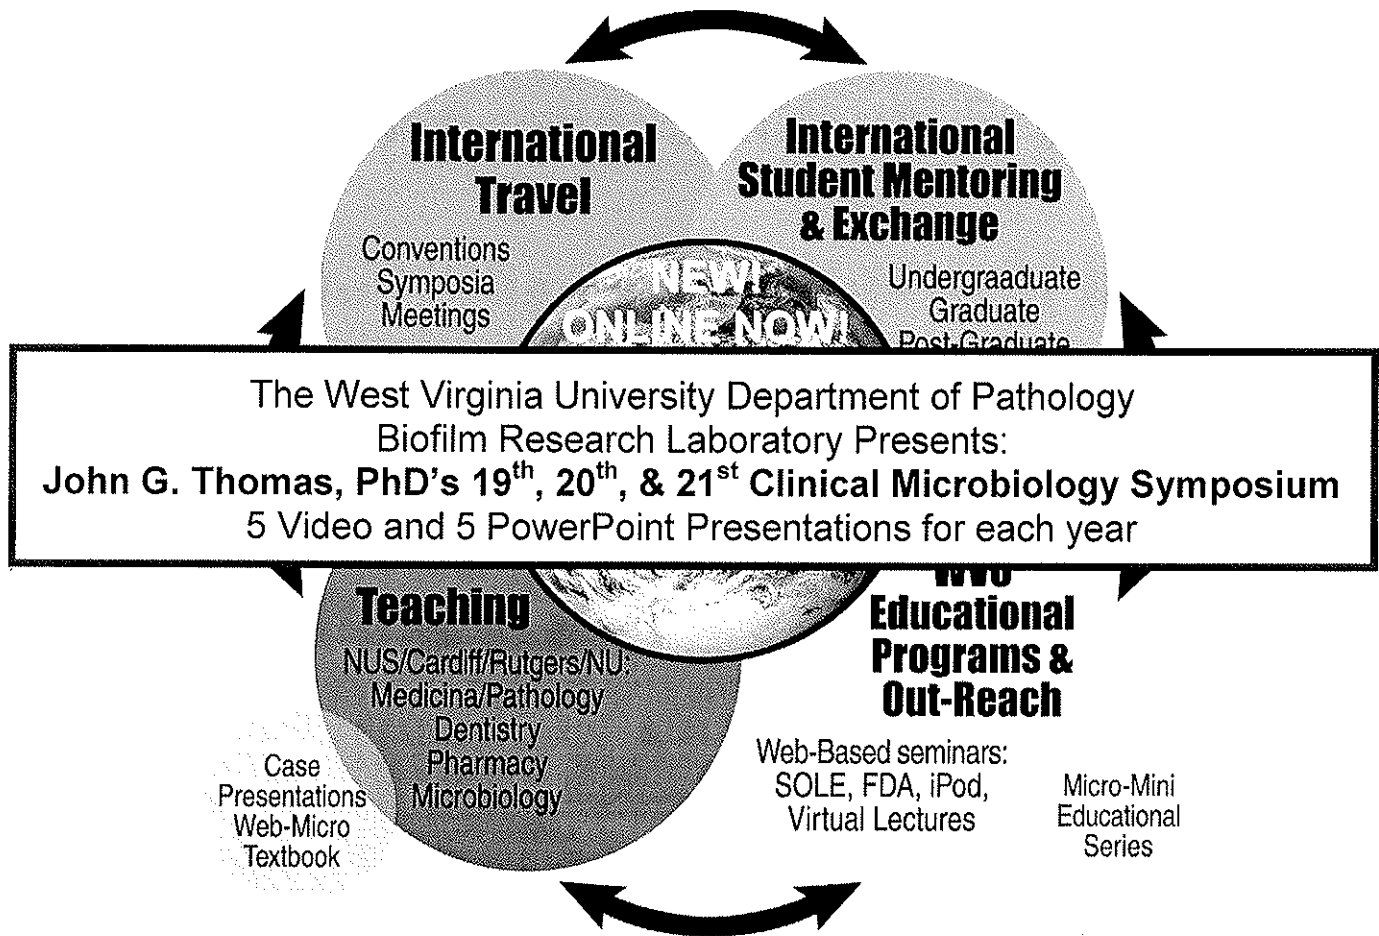 International
Travel
Conventions
Symposia
Meetings
International
Student Mentoring
& Exchange
Undergraaduate
Graduate
Post-Graduate
NEW!
ONLINE NOW!
The West Virginia University Department of Pathology
Biofilm Research Laboratory Presents:
John G. Thomas, PhD's 19th, 20th, & 21st Clinical Microbiology Symposium
5 Video and 5 PowerPoint Presentations for each year
Teaching
NUS/Cardiff/Rutgers/NU:
Medicina/Pathology
Dentistry
Pharmacy
Microbiology
Case
Presentations
Web-Micro
Textbook
WVU
Educational
Programs &
Out-Reach
Web-Based seminars:
SOLE, FDA, iPod,
Virtual Lectures
Micro-Mini
Educational
Series